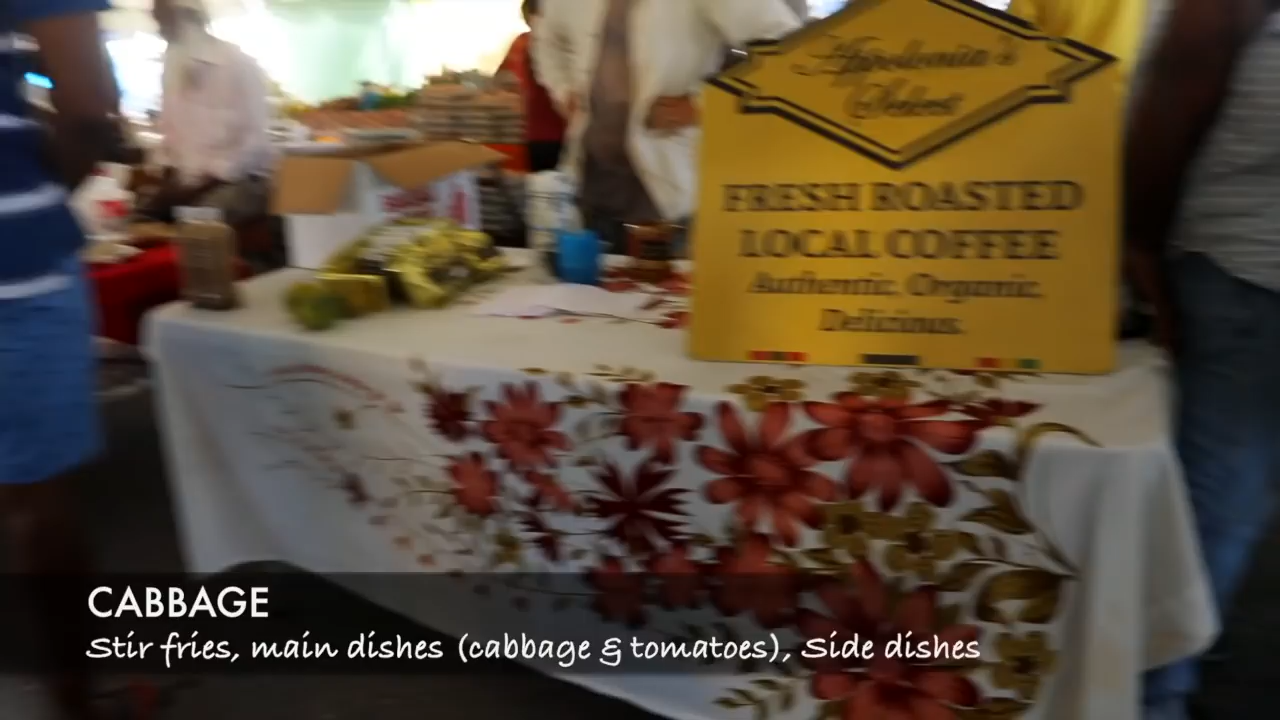 Appolonia's
Select
FRESH ROASTED
LOCAL COFFEE
Authentic, Organic,
Delicious.
CABBAGE
Stir fries, main dishes (cabbage & tomatoes), Side dishes